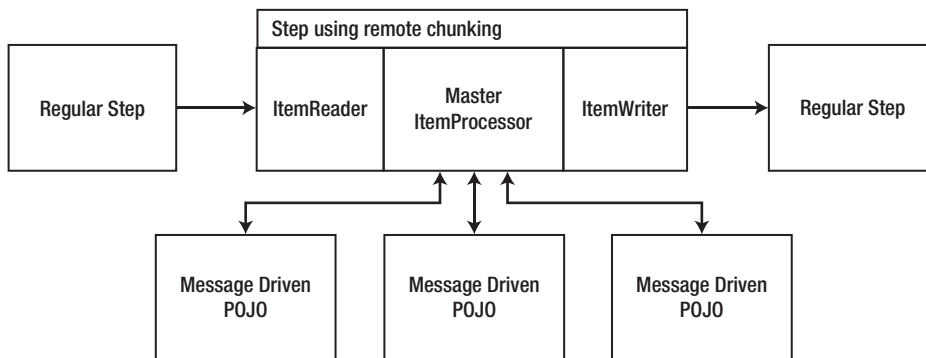 Step using remote chunking
Regular Step
ItemReader
Master
ItemProcessor
ItemWriter
Regular Step
Message Driven
POJO
Message Driven
POJO
Message Driven
POJO